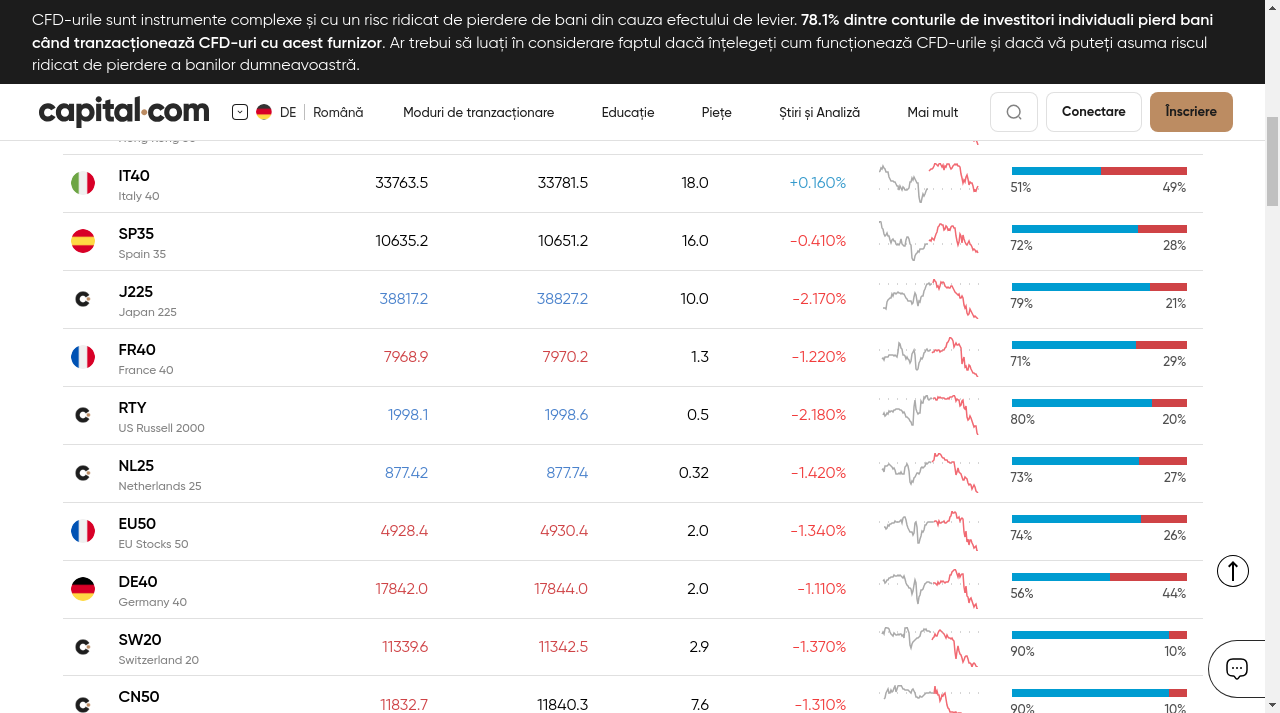 CFD-urile sunt instrumente complexe și cu un risc ridicat de pierdere de bani din cauza efectului de levier. 78.1% dintre conturile de investitori individuali pierd bani
când tranzacționează CFD-uri cu acest furnizor. Ar trebui să luați în considerare faptul dacă înțelegeți cum funcționează CFD-urile și dacă vă puteți asuma riscul
ridicat de pierdere a banilor dumneavoastră.
capital.com DE Română Moduri de tranzacționare Educație Piețe Știri și Analiză Mai mult Conectare Înscriere
IT40 33763.5 33781.5 18.0 +0.160%
Italy 40 51% 49%
SP35 10635.2 10651.2 16.0 -0.410%
Spain 35 72% 28%
J225 38817.2 38827.2 10.0 -2.170%
Japan 225 79% 21%
FR40 7968.9 7970.2 1.3 -1.220%
France 40 71% 29%
RTY 1998.1 1998.6 0.5 -2.180%
US Russell 2000 80% 20%
NL25 877.42 877.74 0.32 -1.420%
Netherlands 25 73% 27%
EU50 4928.4 4930.4 2.0 -1.340%
EU Stocks 50 74% 26%
DE40 17842.0 17844.0 2.0 -1.110%
Germany 40 56% 44%
SW20 11339.6 11342.5 2.9 -1.370%
Switzerland 20 90% 10%
CN50 11832.7 11840.3 7.6 -1.310%
90% 10%